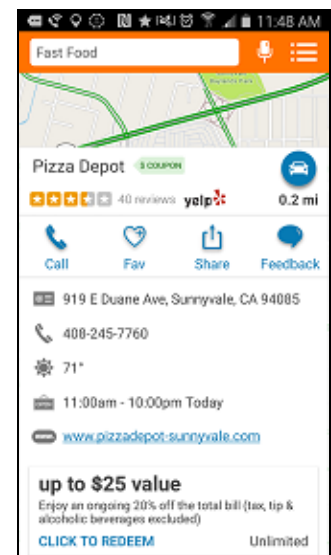 11:48 AM
Fast Food
Pizza Depot
$ COUPON
40 reviews yelp
0.2 mi
Call Fav Share Feedback
919 E Duane Ave, Sunnyvale, CA 94085
408-245-7760
71°
11:00am - 10:00pm Today
www.pizzadepot-sunnyvale.com
up to $25 value
Enjoy an ongoing 20% off the total bill (tax, tip &
alcoholic beverages excluded)
CLICK TO REDEEM Unlimited